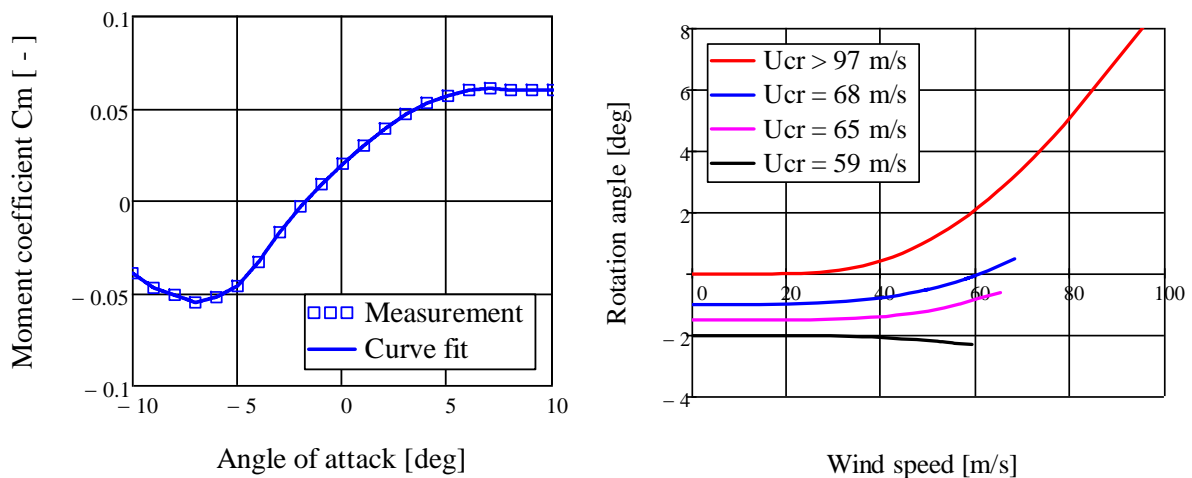 Moment coefficient Cm [ - ]
0.1
0.05
0
− 0.05
− 0.1
− 10
− 5
0
5
10
Measurement
Curve fit
Angle of attack [deg]
Rotation angle [deg]
8
6
4
2
− 2
− 4
0
20
40
60
80
100
Ucr > 97 m/s
Ucr = 68 m/s
Ucr = 65 m/s
Ucr = 59 m/s
Wind speed [m/s]